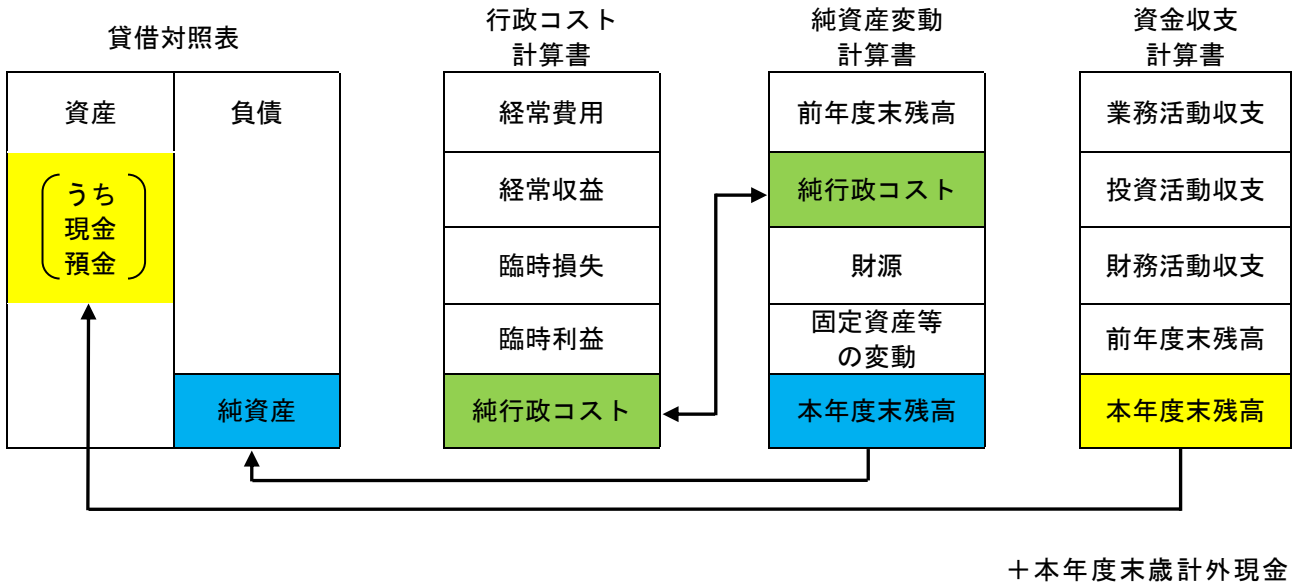 貸借対照表
資産
負債
うち
現金
預金
純資産
行政コスト
計算書
経常費用
経常収益
臨時損失
臨時利益
純行政コスト
純資産変動
計算書
前年度末残高
純行政コスト
財源
固定資産等
の変動
本年度末残高
資金収支
計算書
業務活動収支
投資活動収支
財務活動収支
前年度末残高
本年度末残高
＋本年度末歳計外現金